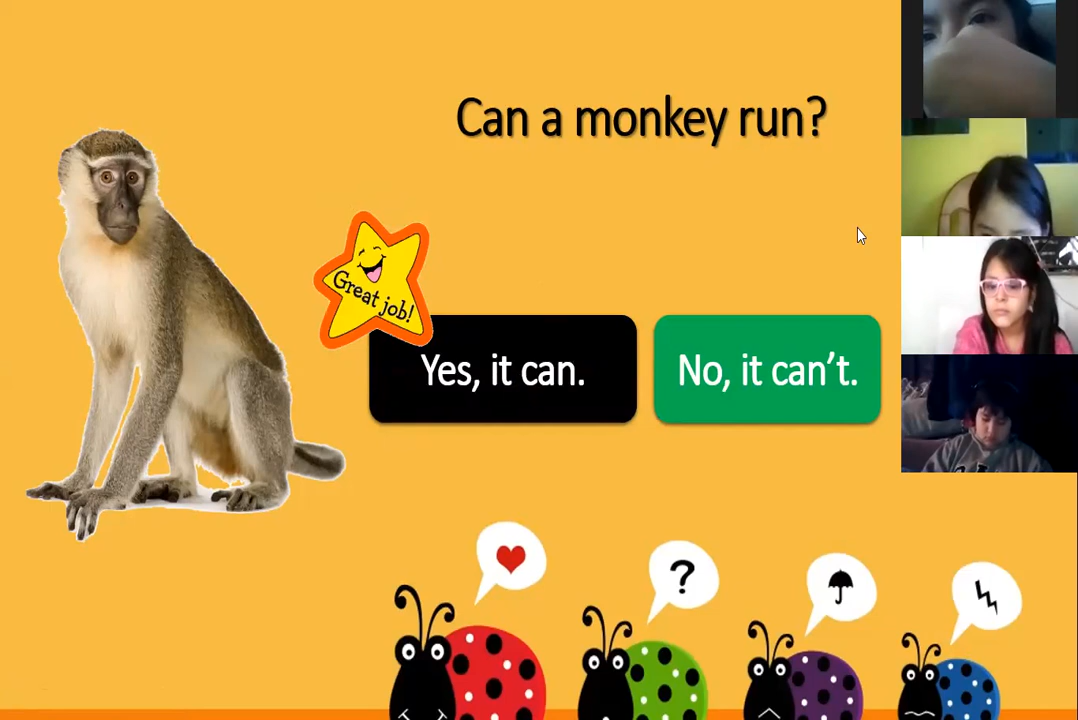 Can a monkey run?
Great job!
Yes, it can.
No, it can't.
?